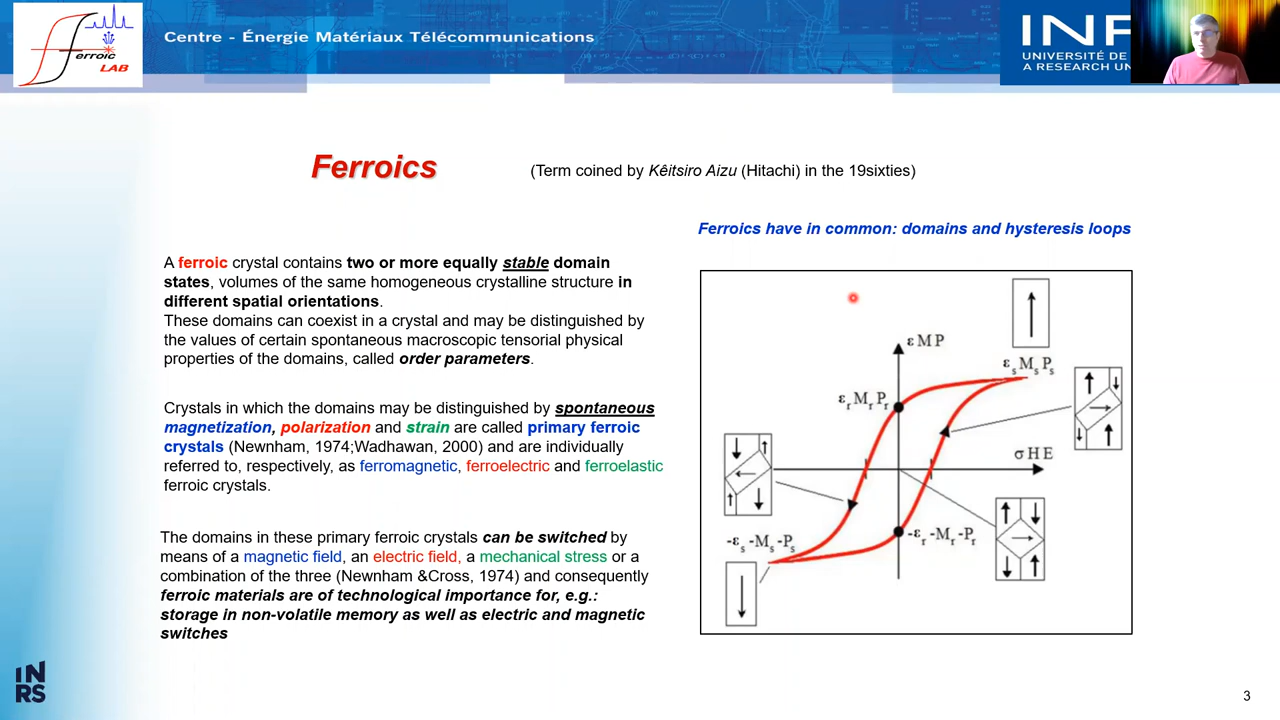 Ferroic
LAB
Centre - Énergie Matériaux Télécommunications
UNIVERSITÉ DE
A RESEARCH
Ferroics
(Term coined by Kêitsiro Aizu (Hitachi) in the 19sixties)
Ferroics have in common: domains and hysteresis loops
A ferroic crystal contains two or more equally stable domain
states, volumes of the same homogeneous crystalline structure in
different spatial orientations.
These domains can coexist in a crystal and may be distinguished by
the values of certain spontaneous macroscopic tensorial physical
properties of the domains, called order parameters.
Crystals in which the domains may be distinguished by spontaneous
magnetization, polarization and strain are called primary ferroic
crystals (Newnham, 1974;Wadhawan, 2000) and are individually
referred to, respectively, as ferromagnetic, ferroelectric and ferroelastic
ferroic crystals.
The domains in these primary ferroic crystals can be switched by
means of a magnetic field, an electric field, a mechanical stress or a
combination of the three (Newnham &Cross, 1974) and consequently
ferroic materials are of technological importance for, e.g.:
storage in non-volatile memory as well as electric and magnetic
switches
ε M P
εs Ms Ps
εr Mr Pr
σ H E
-εr -Mr -Pr
-εs -Ms -Ps
INRS
3